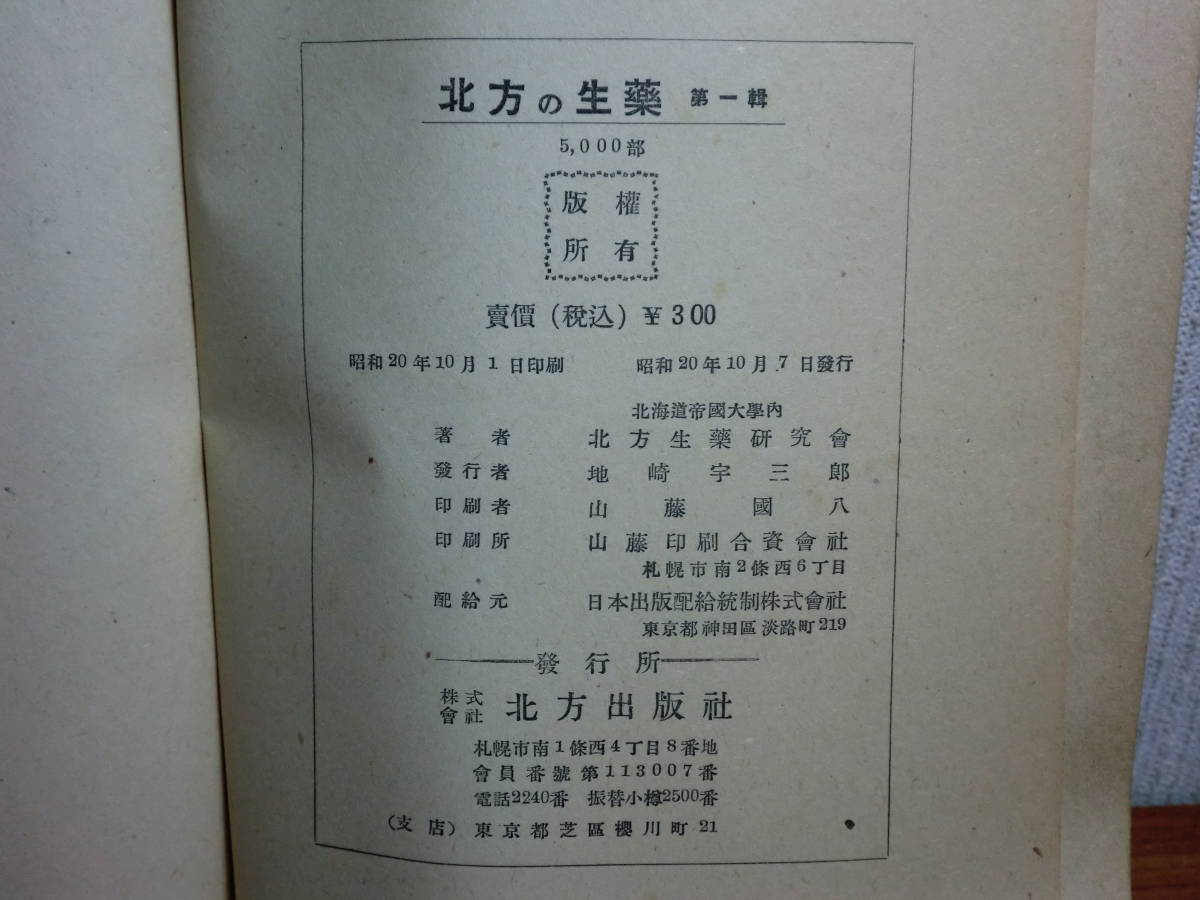 北方の生藥 第一輯
5,000部
版權
所有
賣價（税込）￥300
昭和20年10月1日印刷 昭和20年10月7日發行
北海道帝國大學內
著者 北方生藥研究會
發行者 地崎宇三郎
印刷者 山藤國八
印刷所 山藤印刷合資會社
札幌市南2條西6丁目
配給元 日本出版配給統制株式會社
東京都神田區淡路町219
發行所
株式會社 北方出版社
札幌市南1條西4丁目8番地
會員番號第113007番
電話2240番 振替小樽2500番
（支店）東京都芝區櫻川町21